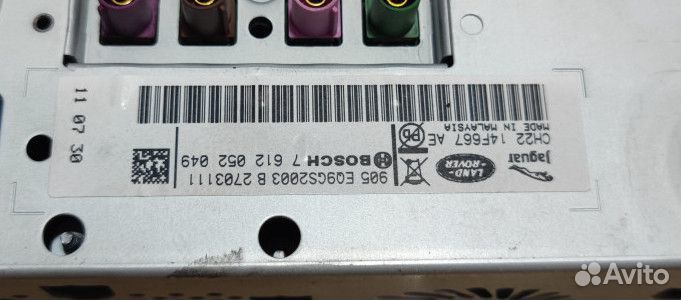 905 EQ9GS2003 B 2703111
BOSCH 7 612 052 049
LAND-
ROVER
Jaguar
CH22 14F667 AE
MADE IN MALAYSIA
Pb
11 07 30
Avito